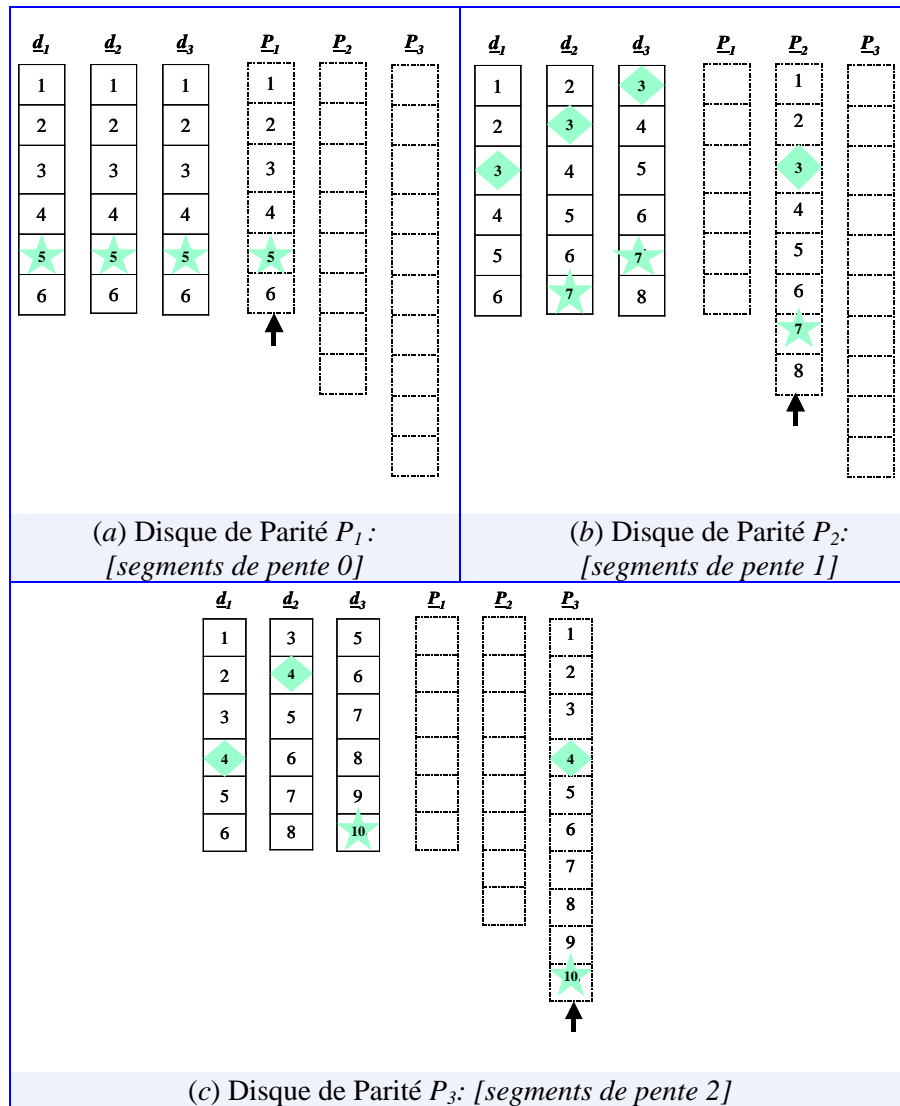 d1 d2 d3 P1 P2 P3
1 1 1 1
2 2 2 2
3 3 3 3
4 4 4 4
5 5 5 5
6 6 6 6
(a) Disque de Parité P1 :
[segments de pente 0]
d1 d2 d3 P1 P2 P3
1 2 3 1
2 3 4 2
3 4 5 3
4 5 6 4
5 6 7 5
6 7 8 6
7
8
(b) Disque de Parité P2:
[segments de pente 1]
d1 d2 d3 P1 P2 P3
1 3 5 1
2 4 6 2
3 5 7 3
4 6 8 4
5 7 9 5
6 8 10 6
7
8
9
10
(c) Disque de Parité P3: [segments de pente 2]